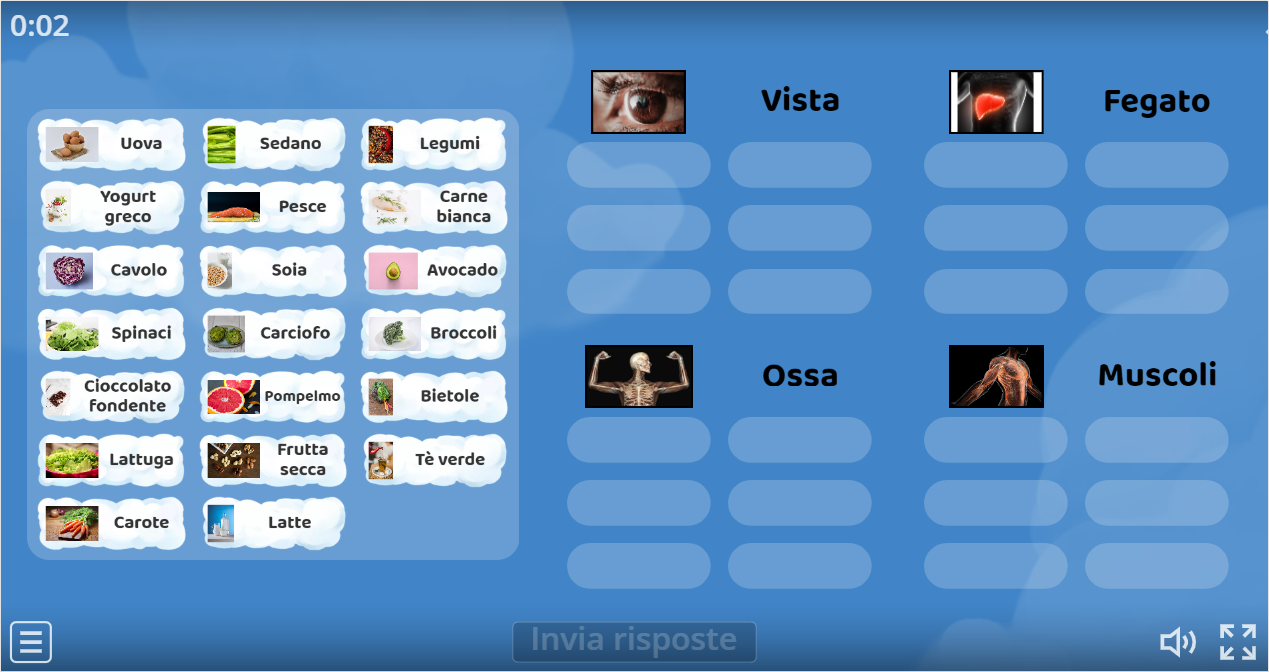 0:02
Uova
Sedano
Legumi
Yogurt
greco
Pesce
Carne
bianca
Cavolo
Soia
Avocado
Spinaci
Carciofo
Broccoli
Cioccolato
fondente
Pompelmo
Bietole
Lattuga
Frutta
secca
Tè verde
Carote
Latte
Vista
Fegato
Ossa
Muscoli
Invia risposte